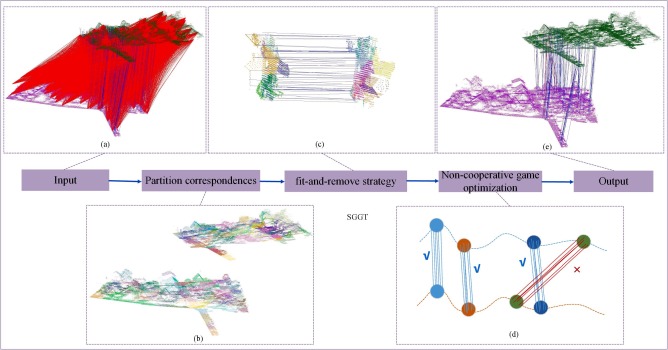 (a)
(c)
(e)
Input
Partition correspondences
fit-and-remove strategy
Non-cooperative game
optimization
Output
SGGT
(b)
(d)